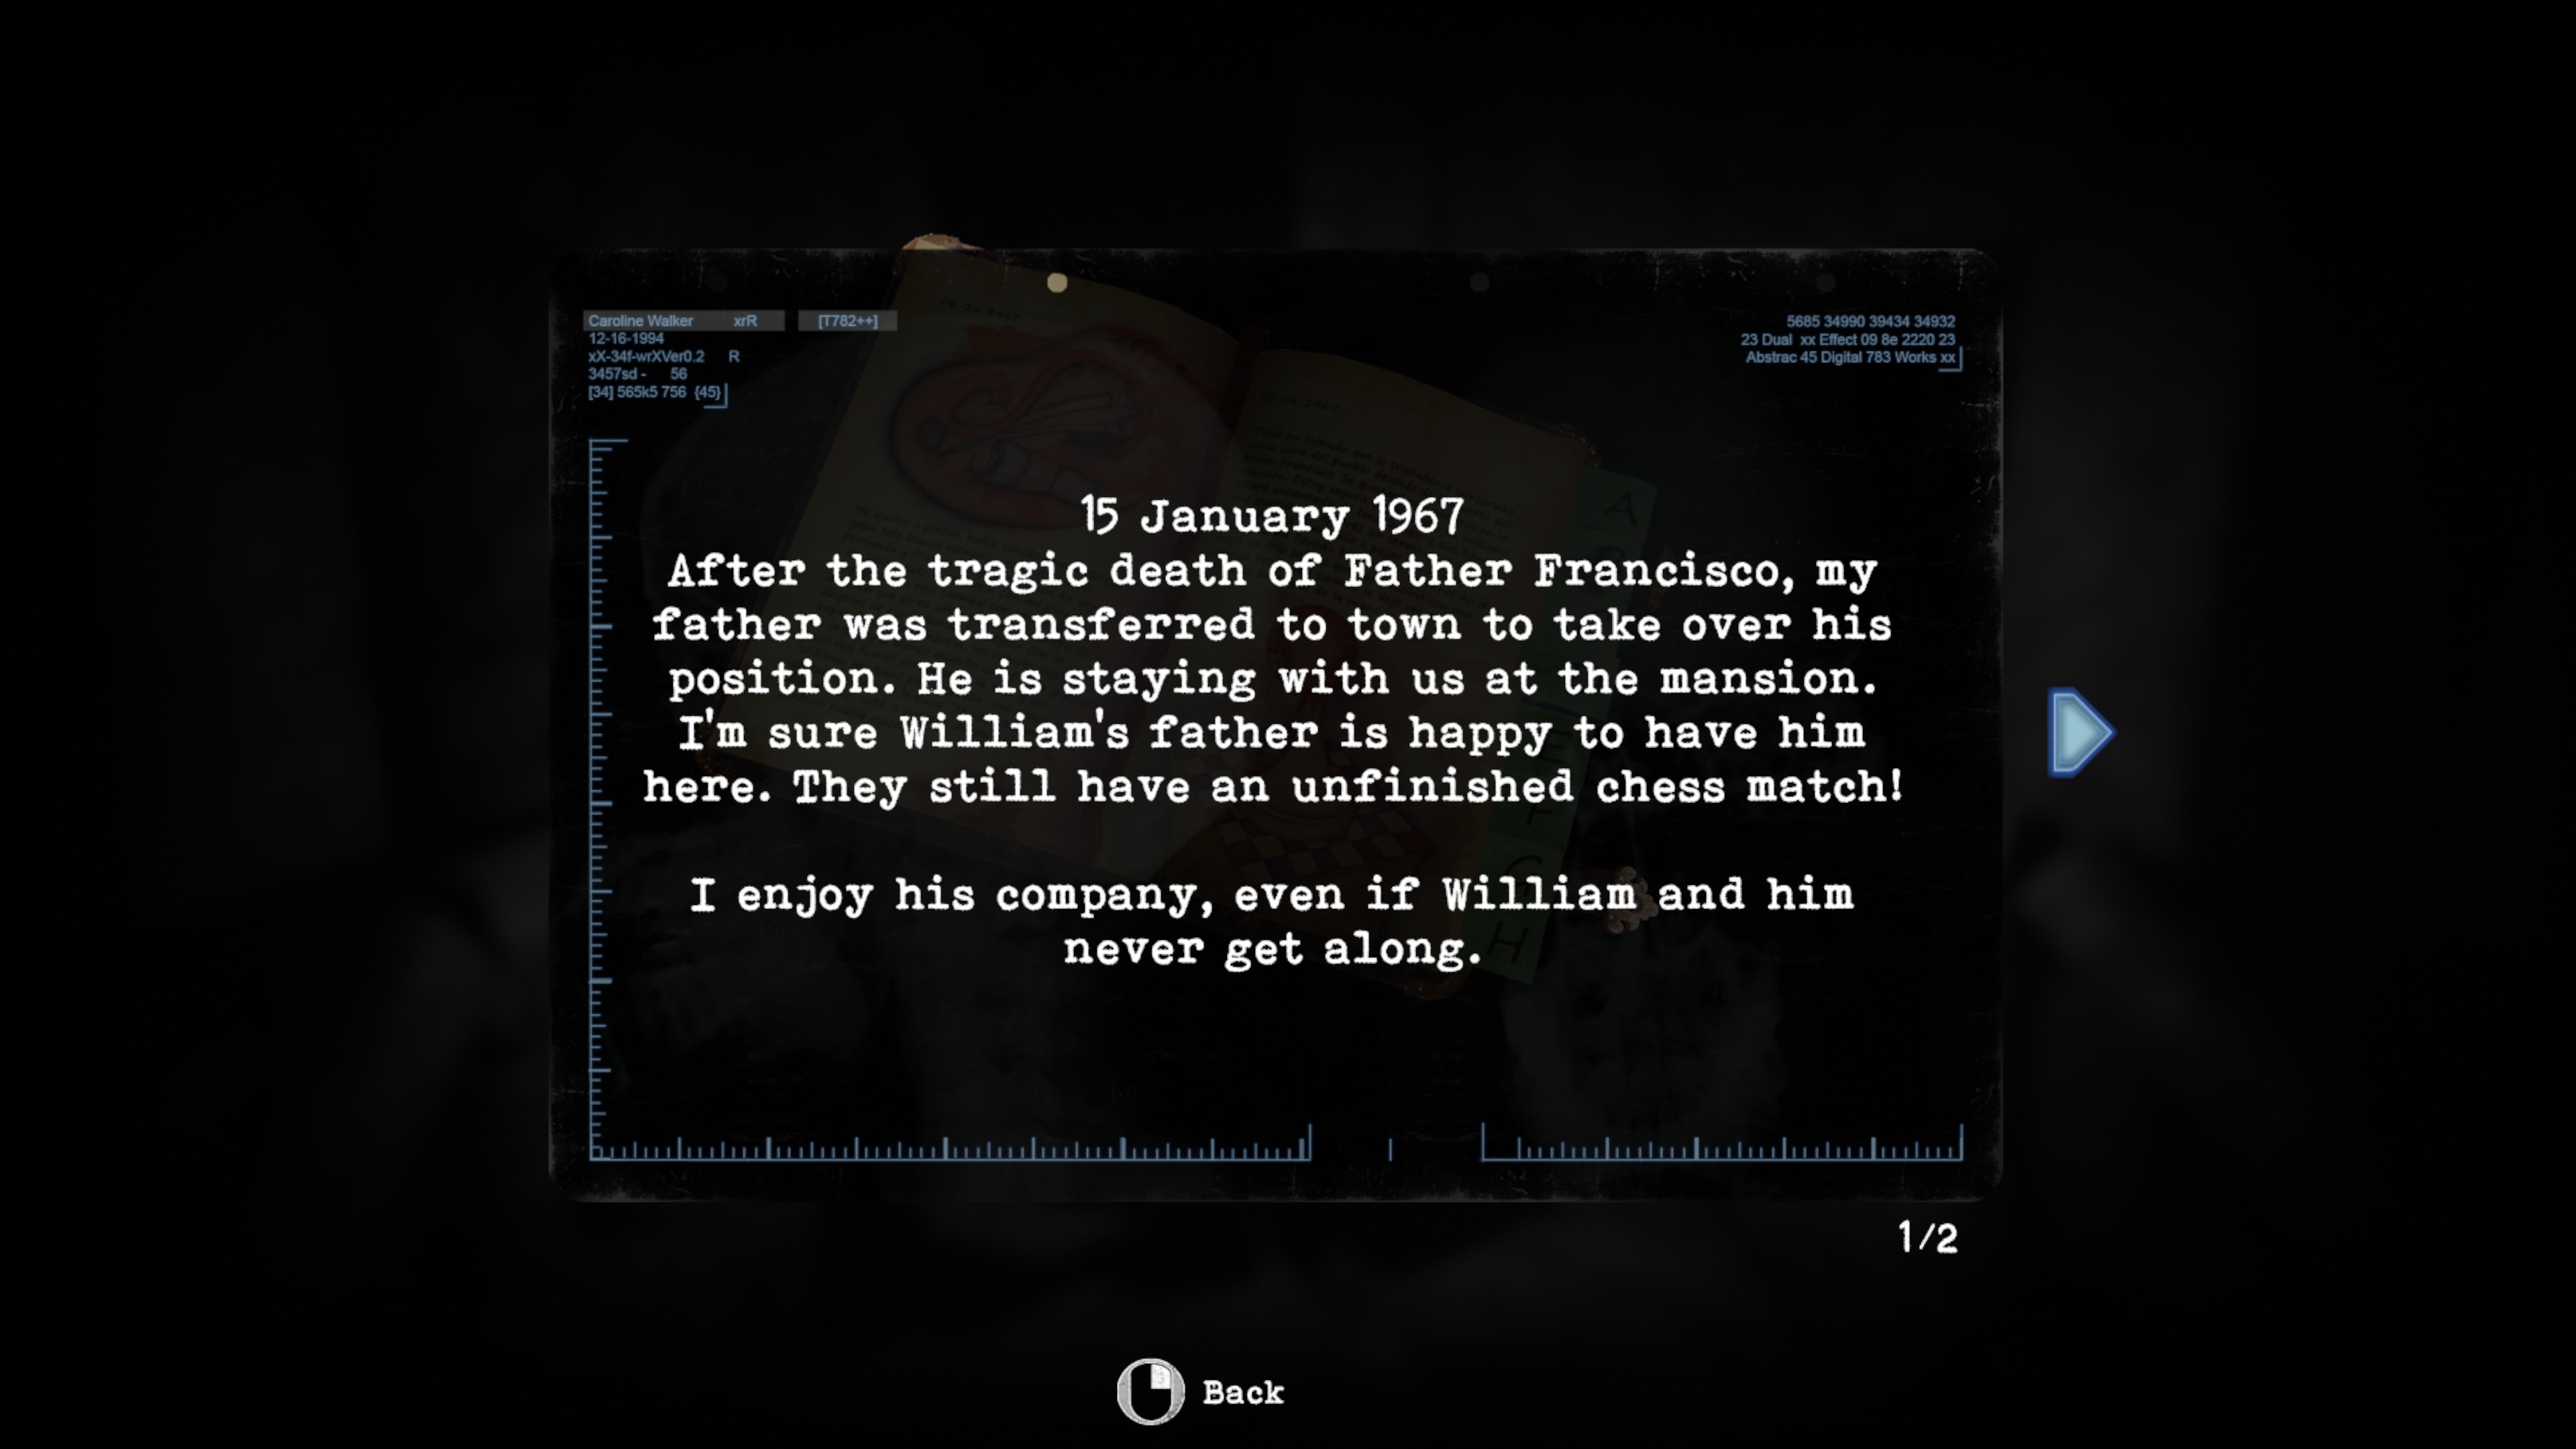 Caroline Walker xrR [T782++]
12-16-1994
xX-34f-wrXVer0.2 R
3457sd - 56
[34] 565k5 756 {45}
5685 34990 39434 34932
23 Dual xx Effect 09 8e 2220 23
Abstrac 45 Digital 783 Works xx
15 January 1967
After the tragic death of Father Francisco, my
father was transferred to town to take over his
position. He is staying with us at the mansion.
I'm sure William's father is happy to have him
here. They still have an unfinished chess match!
I enjoy his company, even if William and him
never get along.
A
E
F
G
H
1/2
Back